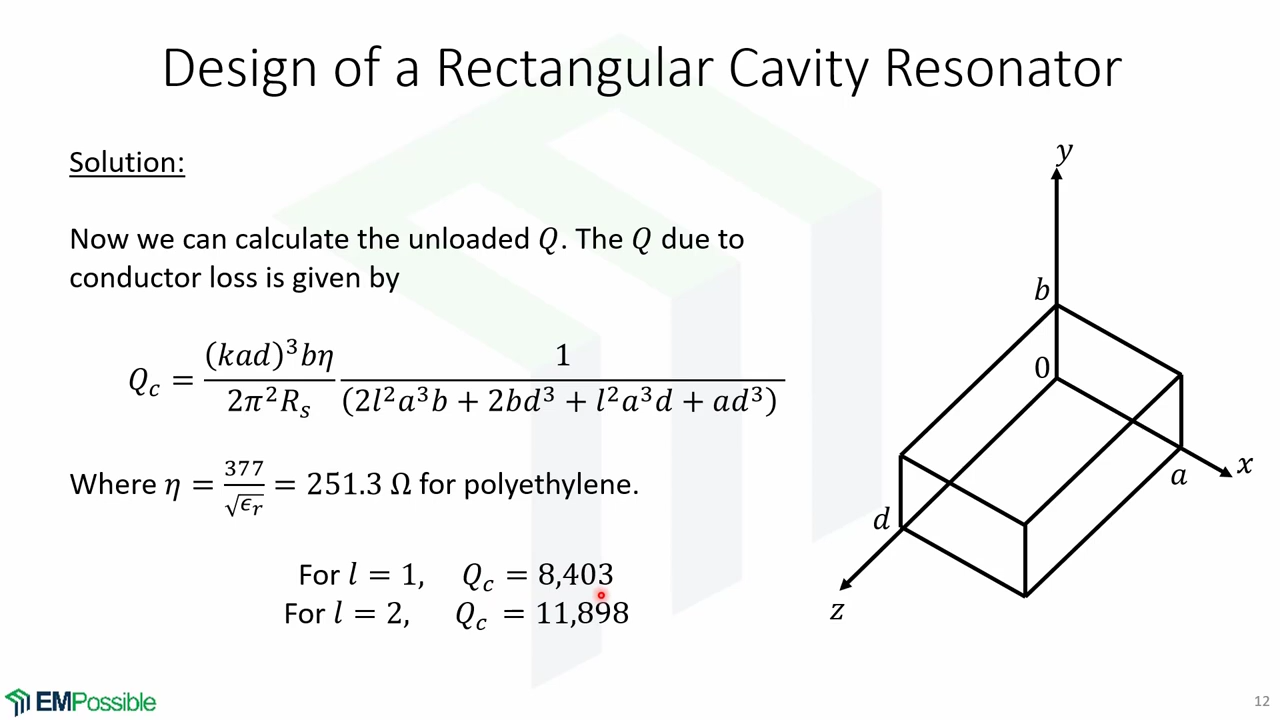 Design of a Rectangular Cavity Resonator
Solution:
Now we can calculate the unloaded Q. The Q due to
conductor loss is given by
Q_c = (kad)³bη / 2π²R_s 1 / (2l²a³b + 2bd³ + l²a³d + ad³)
Where η = 377 / √ϵ_r = 251.3 Ω for polyethylene.
For l = 1, Q_c = 8,403
For l = 2, Q_c = 11,898
y
b
0
x
a
d
z
EMPossible
12